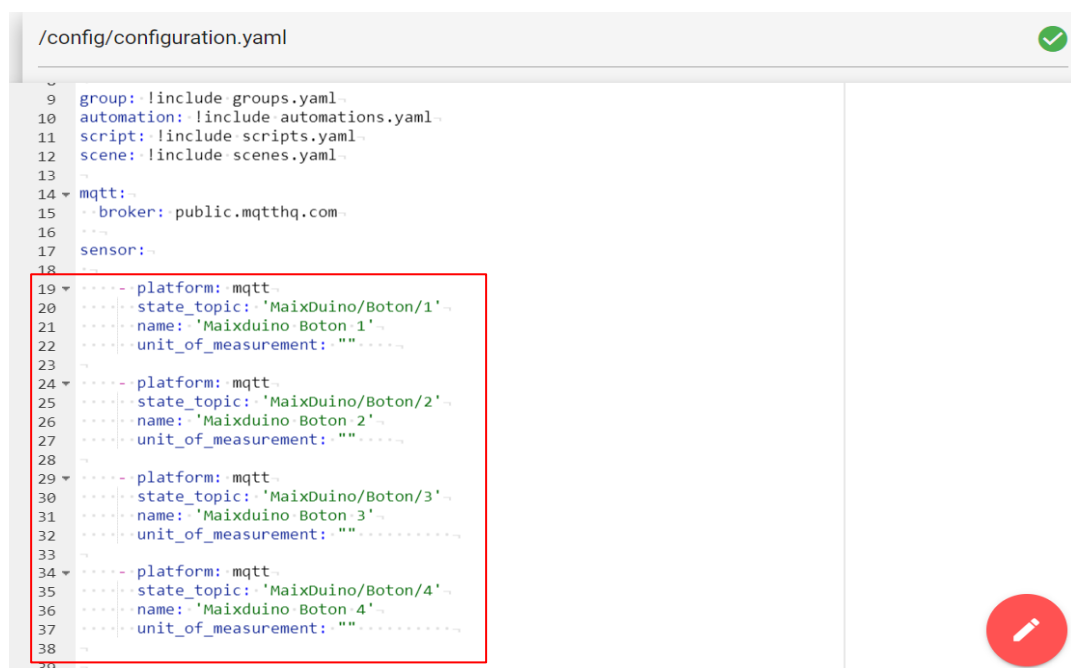 /config/configuration.yaml
9 group: !include groups.yaml
10 automation: !include automations.yaml
11 script: !include scripts.yaml
12 scene: !include scenes.yaml
13
14 mqtt:
15   broker: public.mqtthq.com
16
17 sensor:
18
19     - platform: mqtt
20       state_topic: 'MaixDuino/Boton/1'
21       name: 'Maixduino Boton 1'
22       unit_of_measurement: ""
23
24     - platform: mqtt
25       state_topic: 'MaixDuino/Boton/2'
26       name: 'Maixduino Boton 2'
27       unit_of_measurement: ""
28
29     - platform: mqtt
30       state_topic: 'MaixDuino/Boton/3'
31       name: 'Maixduino Boton 3'
32       unit_of_measurement: ""
33
34     - platform: mqtt
35       state_topic: 'MaixDuino/Boton/4'
36       name: 'Maixduino Boton 4'
37       unit_of_measurement: ""
38
39